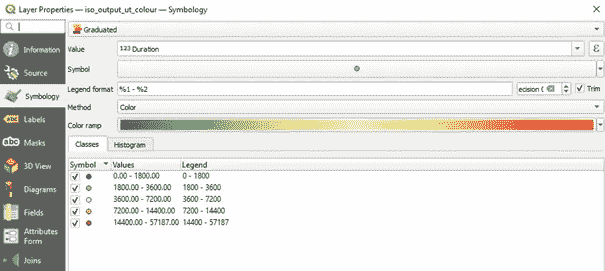 Layer Properties — iso_output_ut_colour — Symbology
Graduated
Information
Value 123 Duration ε
Source
Symbol
Symbology
Legend format %1 - %2 ecision 0 Trim
Method Color
abc Labels
Color ramp
abc Masks
Classes Histogram
3D View
Symbol Values Legend
Diagrams
0.00 - 1800.00 0 - 1800
1800.00 - 3600.00 1800 - 3600
Fields
3600.00 - 7200.00 3600 - 7200
7200.00 - 14400.00 7200 - 14400
Attributes Form
14400.00 - 57187.00 14400 - 57187
Joins